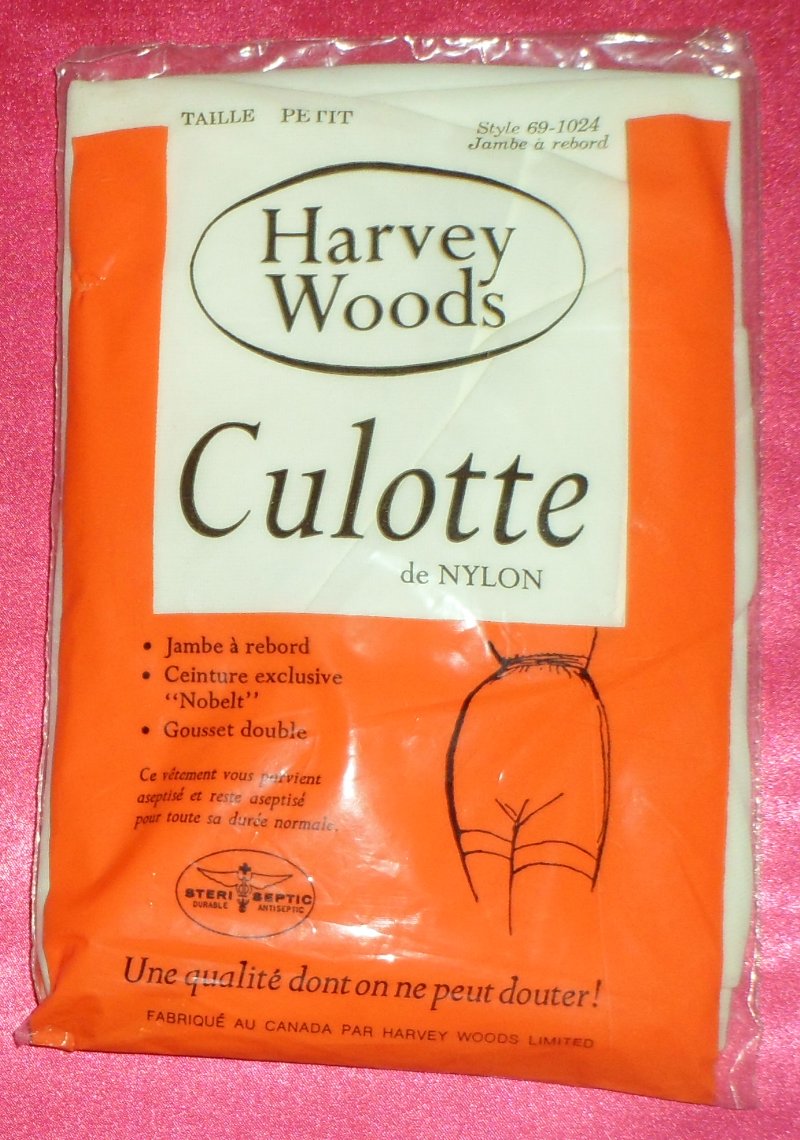 TAILLE PETIT
Style 69-1024
Jambe à rebord
Harvey
Woods
Culotte
de NYLON
• Jambe à rebord
• Ceinture exclusive
“Nobelt”
• Gousset double
Ce vêtement vous parvient
aseptisé et reste aseptisé
pour toute sa durée normale.
STERI SEPTIC
DURABLE ANTISEPTIC
Une qualité dont on ne peut douter!
FABRIQUÉ AU CANADA PAR HARVEY WOODS LIMITED